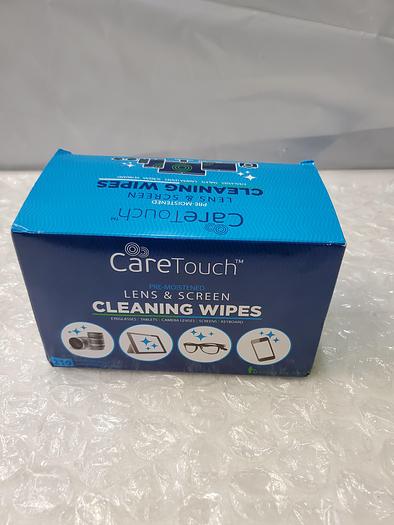 PRE-MOISTENED
LENS & SCREEN
CLEANING WIPES
CareTouch™
CareTouch™
PRE-MOISTENED
LENS & SCREEN
CLEANING WIPES
EYEGLASSES | TABLETS | CAMERA LENSES | SCREENS | KEYBOARD